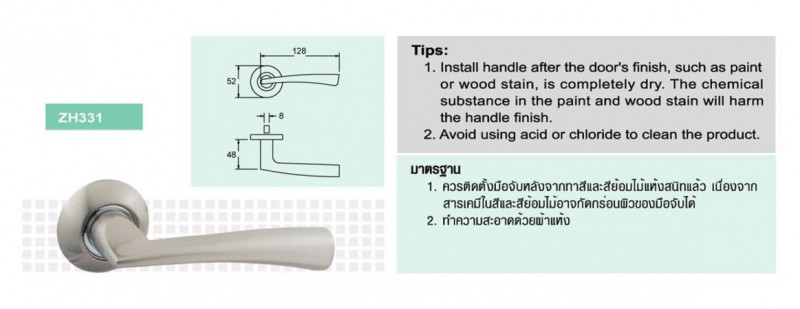 ZH331
128
52
8
48
Tips:
1. Install handle after the door's finish, such as paint
or wood stain, is completely dry. The chemical
substance in the paint and wood stain will harm
the handle finish.
2. Avoid using acid or chloride to clean the product.
มาตรฐาน
1. ควรติดตั้งมือจับหลังจากทาสีและสีย้อมไม้แห้งสนิทแล้ว เนื่องจาก
สารเคมีในสีและสีย้อมไม้อาจกัดกร่อนผิวของมือจับได้
2. ทำความสะอาดด้วยผ้าแห้ง